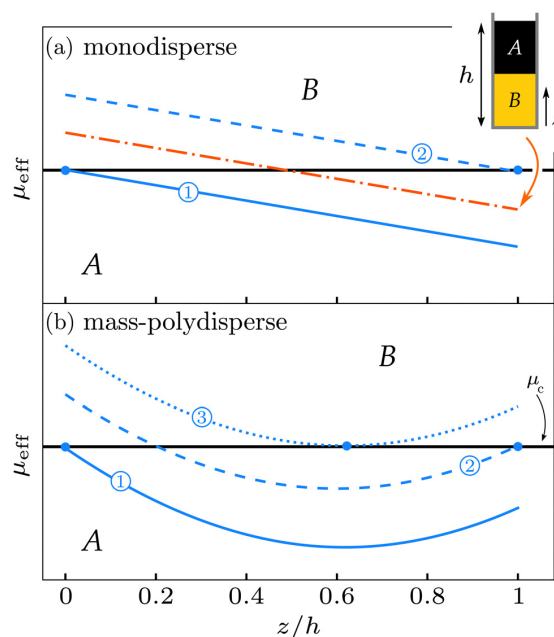 (a) monodisperse
A
h
B
B
②
μeff
①
A
(b) mass-polydisperse
B
μc
③
μeff
①
②
A
0 0.2 0.4 0.6 0.8 1
z/h